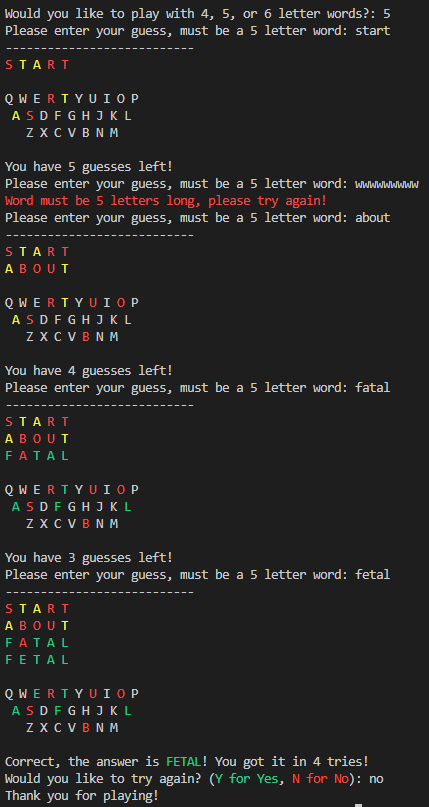 Would you like to play with 4, 5, or 6 letter words?: 5
Please enter your guess, must be a 5 letter word: start
---------------------------
S T A R T
Q W E R T Y U I O P
A S D F G H J K L
Z X C V B N M
You have 5 guesses left!
Please enter your guess, must be a 5 letter word: wwwwwwwww
Word must be 5 letters long, please try again!
Please enter your guess, must be a 5 letter word: about
---------------------------
S T A R T
A B O U T
Q W E R T Y U I O P
A S D F G H J K L
Z X C V B N M
You have 4 guesses left!
Please enter your guess, must be a 5 letter word: fatal
---------------------------
S T A R T
A B O U T
F A T A L
Q W E R T Y U I O P
A S D F G H J K L
Z X C V B N M
You have 3 guesses left!
Please enter your guess, must be a 5 letter word: fetal
---------------------------
S T A R T
A B O U T
F A T A L
F E T A L
Q W E R T Y U I O P
A S D F G H J K L
Z X C V B N M
Correct, the answer is FETAL! You got it in 4 tries!
Would you like to try again? (Y for Yes, N for No): no
Thank you for playing!